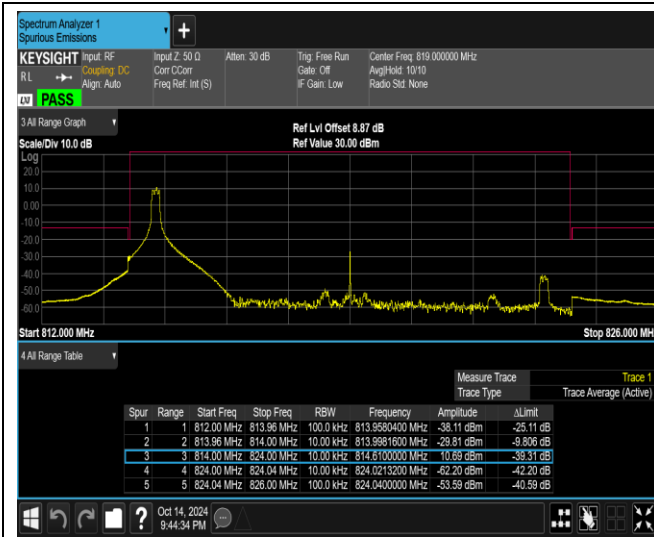 Spectrum Analyzer 1
Spurious Emissions
+
KEYSIGHT Input: RF Input Z: 50 Ω Atten: 30 dB Trig: Free Run Center Freq: 819.000000 MHz
RL Coupling: DC Corr CCorr Gate: Off Avg|Hold: 10/10
Align: Auto Freq Ref: Int (S) IF Gain: Low Radio Std: None
LXI PASS
3 All Range Graph
Ref Lvl Offset 8.87 dB
Scale/Div 10.0 dB Ref Value 30.00 dBm
Log
20.0
10.0
0.00
-10.0
-20.0
-30.0
-40.0
-50.0
-60.0
Start 812.000 MHz Stop 826.000 MH
4 All Range Table
Measure Trace Trace 1
Trace Type Trace Average (Active)
Spur Range Start Freq Stop Freq RBW Frequency Amplitude ΔLimit
1 1 812.00 MHz 813.96 MHz 100.0 kHz 813.9580400 MHz -38.11 dBm -25.11 dB
2 2 813.96 MHz 814.00 MHz 10.00 kHz 813.9981600 MHz -29.81 dBm -9.806 dB
3 3 814.00 MHz 824.00 MHz 10.00 kHz 814.6100000 MHz 10.69 dBm -39.31 dB
4 4 824.00 MHz 824.04 MHz 10.00 kHz 824.0213200 MHz -62.20 dBm -42.20 dB
5 5 824.04 MHz 826.00 MHz 100.0 kHz 824.0400000 MHz -53.59 dBm -40.59 dB
? Oct 14, 2024
9:44:34 PM